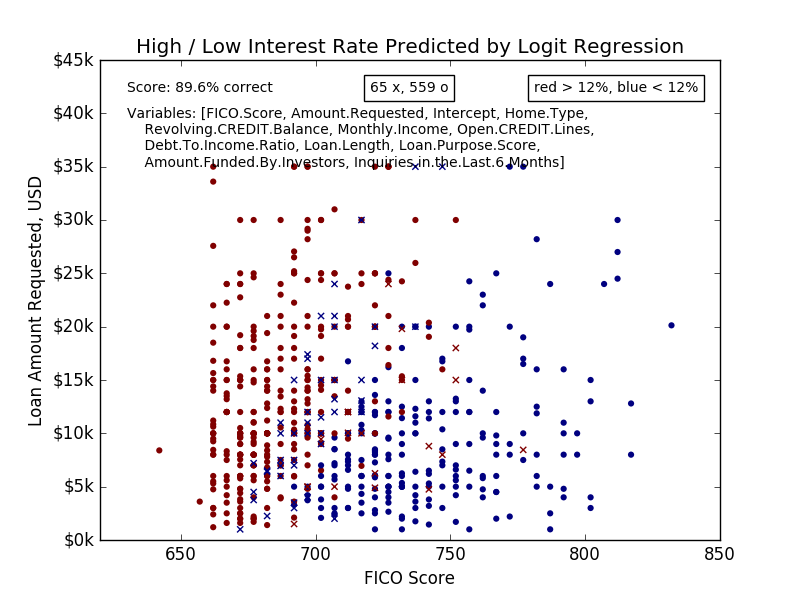 High / Low Interest Rate Predicted by Logit Regression
$45k
Score: 89.6% correct
65 x, 559 o
red > 12%, blue < 12%
$40k
Variables: [FICO.Score, Amount.Requested, Intercept, Home.Type,
Revolving.CREDIT.Balance, Monthly.Income, Open.CREDIT.Lines,
Debt.To.Income.Ratio, Loan.Length, Loan.Purpose.Score,
Amount.Funded.By.Investors, Inquiries.in.the.Last.6.Months]
$35k
$30k
$25k
$20k
$15k
$10k
$5k
$0k
Loan Amount Requested, USD
650
700
750
800
850
FICO Score